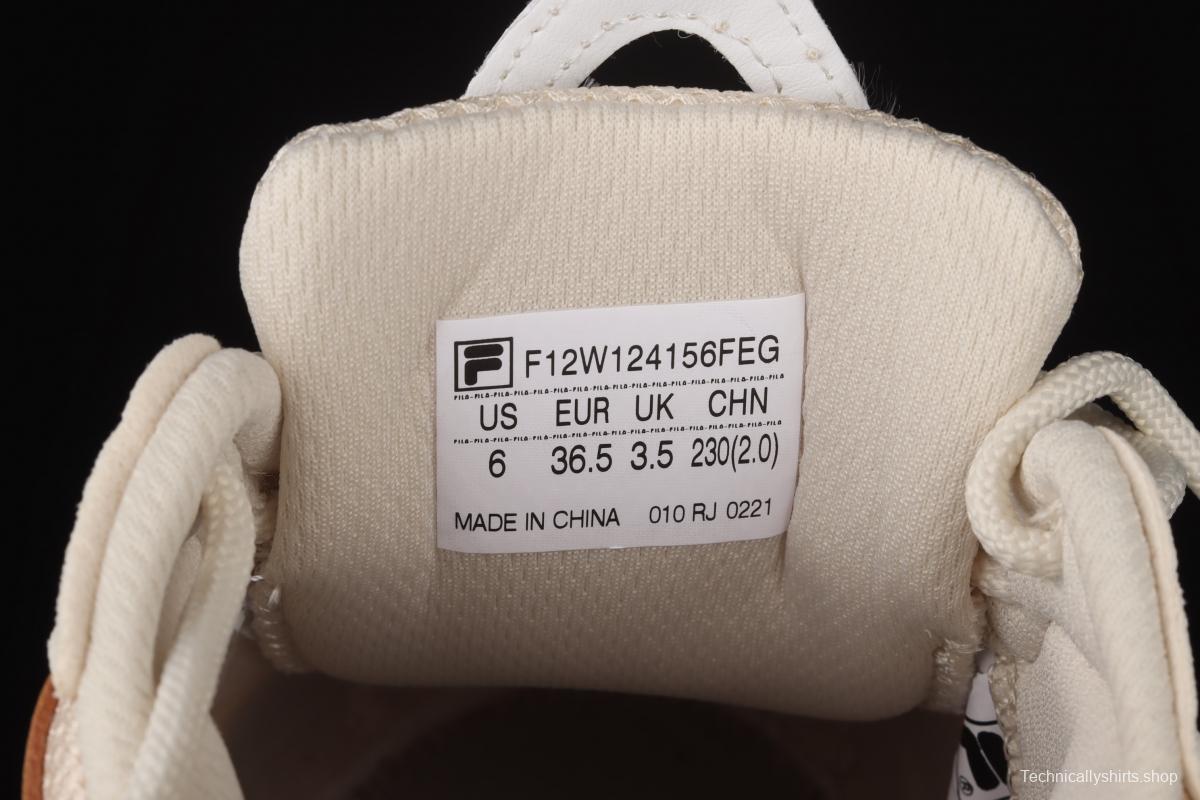 F12W124156FEG
US EUR UK CHN
6 36.5 3.5 230(2.0)
MADE IN CHINA 010 RJ 0221
Technicallyshirts.shop